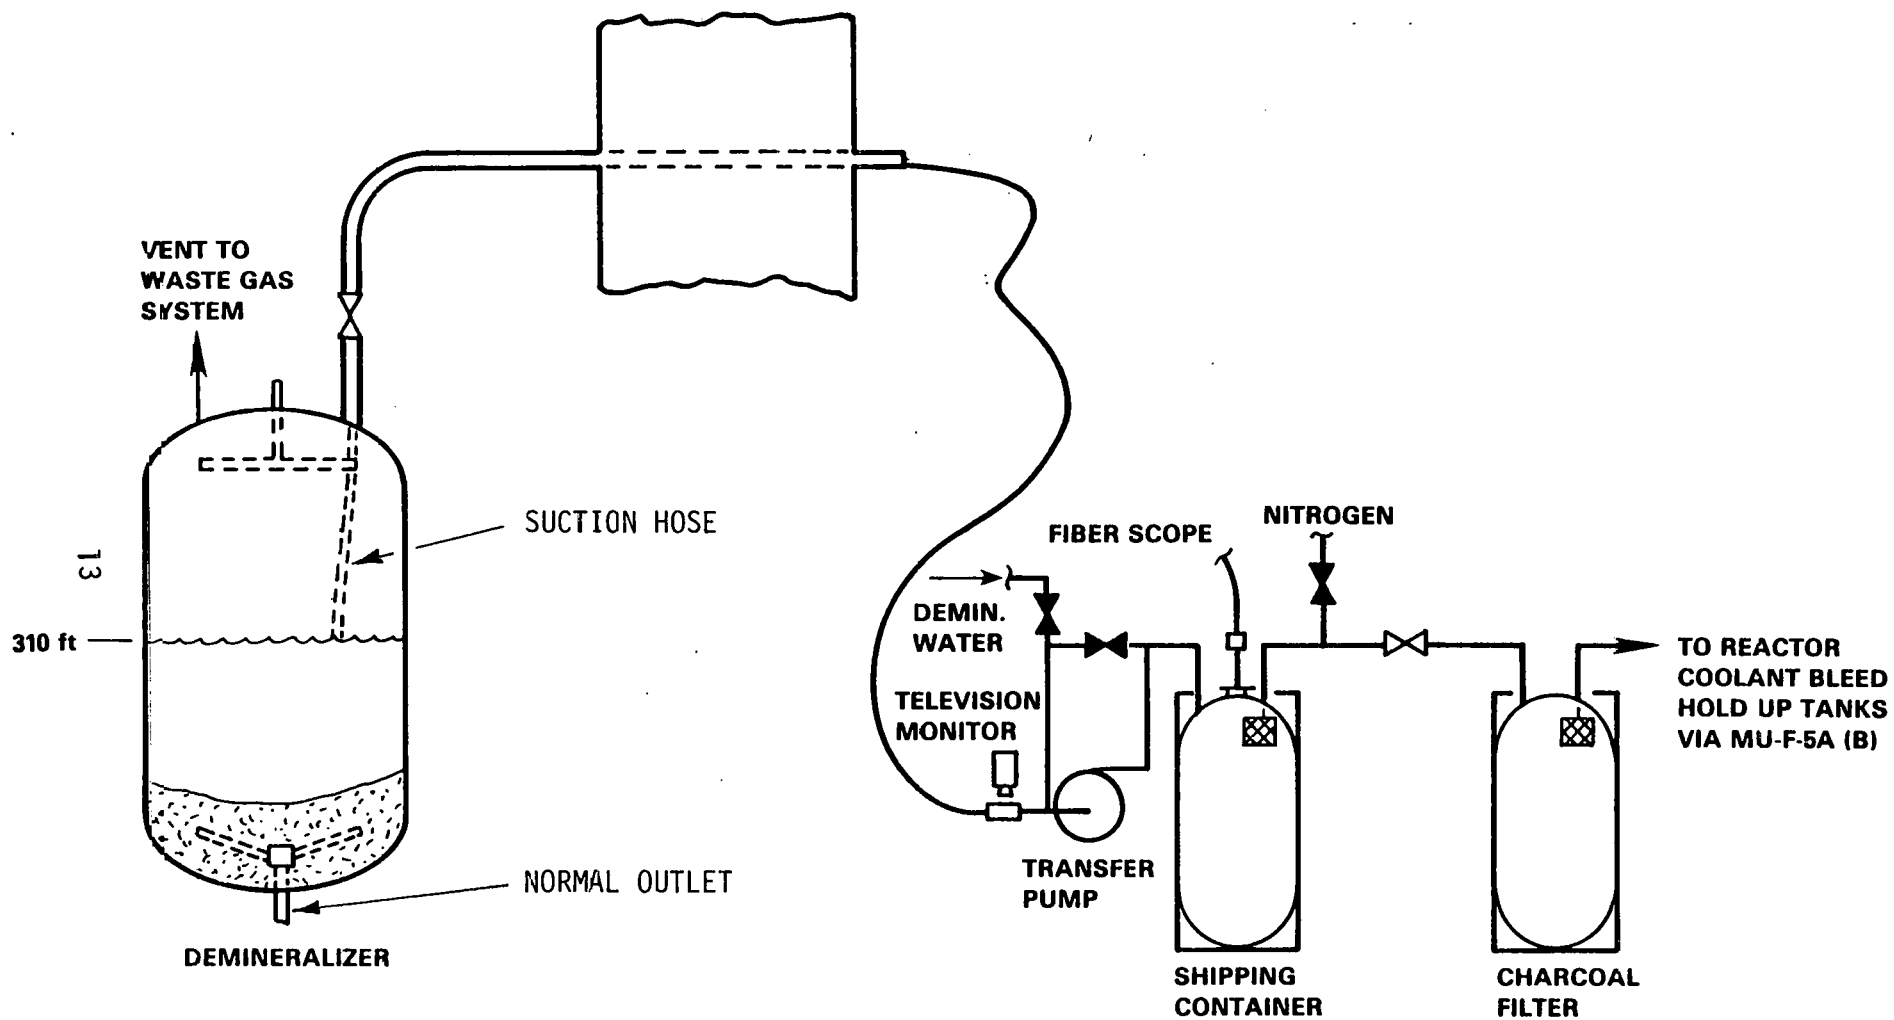 VENT TO
WASTE GAS
SYSTEM
SUCTION HOSE
13
310 ft
NORMAL OUTLET
DEMINERALIZER
FIBER SCOPE
NITROGEN
DEMIN.
WATER
TELEVISION
MONITOR
TRANSFER
PUMP
SHIPPING
CONTAINER
CHARCOAL
FILTER
TO REACTOR
COOLANT BLEED
HOLD UP TANKS
VIA MU-F-5A (B)